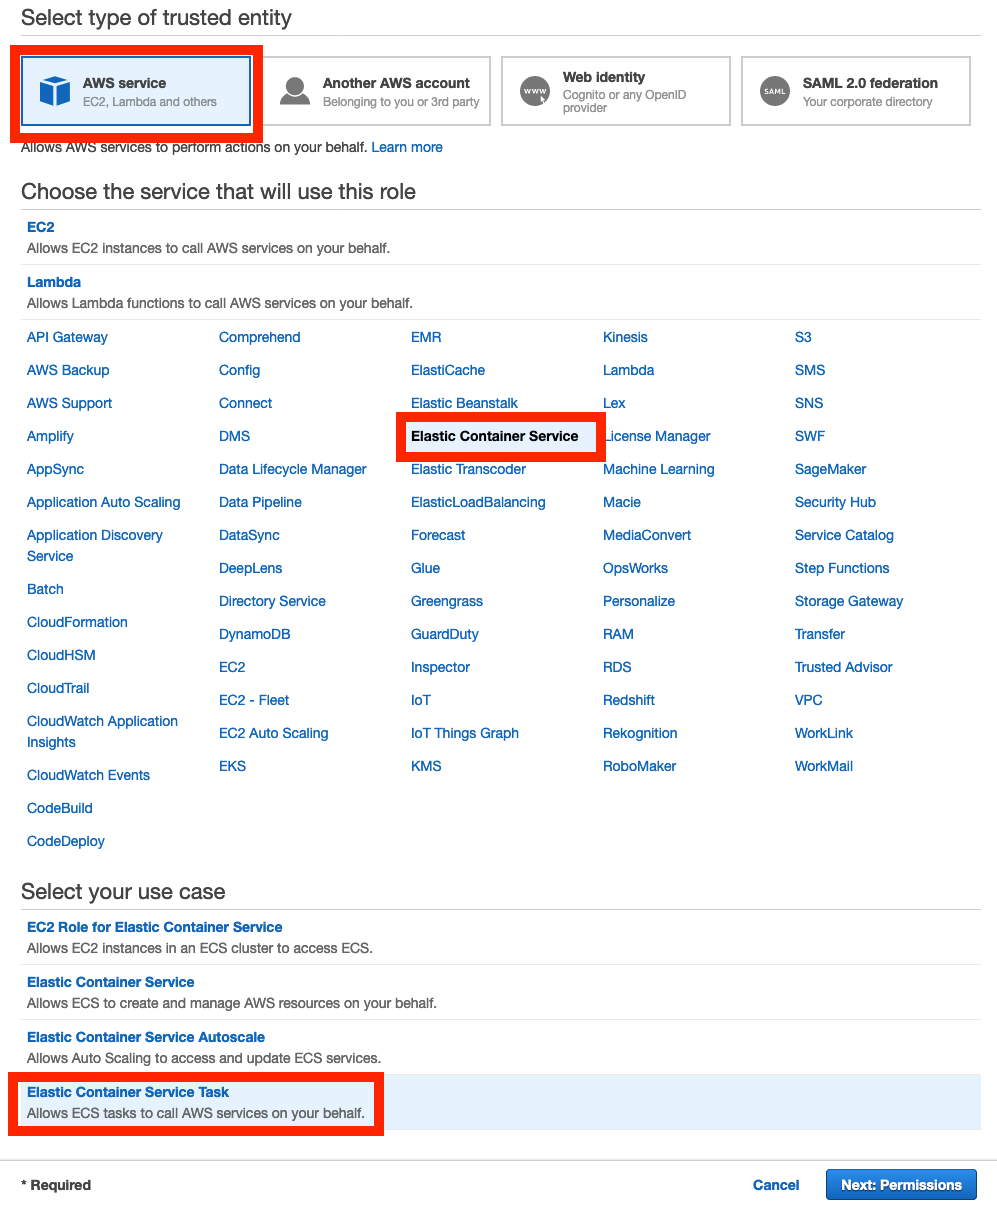 Select type of trusted entity
AWS service
EC2, Lambda and others
Another AWS account
Belonging to you or 3rd party
Web identity
Cognito or any OpenID
provider
SAML 2.0 federation
Your corporate directory
WWW
SAML
Allows AWS services to perform actions on your behalf. Learn more
Choose the service that will use this role
EC2
Allows EC2 instances to call AWS services on your behalf.
Lambda
Allows Lambda functions to call AWS services on your behalf.
API Gateway
AWS Backup
AWS Support
Amplify
AppSync
Application Auto Scaling
Application Discovery
Service
Batch
CloudFormation
CloudHSM
CloudTrail
CloudWatch Application
Insights
CloudWatch Events
CodeBuild
CodeDeploy
Comprehend
Config
Connect
DMS
Data Lifecycle Manager
Data Pipeline
DataSync
DeepLens
Directory Service
DynamoDB
EC2
EC2 - Fleet
EC2 Auto Scaling
EKS
EMR
ElastiCache
Elastic Beanstalk
Elastic Container Service
Elastic Transcoder
ElasticLoadBalancing
Forecast
Glue
Greengrass
GuardDuty
Inspector
IoT
IoT Things Graph
KMS
Kinesis
Lambda
Lex
License Manager
Machine Learning
Macie
MediaConvert
OpsWorks
Personalize
RAM
RDS
Redshift
Rekognition
RoboMaker
S3
SMS
SNS
SWF
SageMaker
Security Hub
Service Catalog
Step Functions
Storage Gateway
Transfer
Trusted Advisor
VPC
WorkLink
WorkMail
Select your use case
EC2 Role for Elastic Container Service
Allows EC2 instances in an ECS cluster to access ECS.
Elastic Container Service
Allows ECS to create and manage AWS resources on your behalf.
Elastic Container Service Autoscale
Allows Auto Scaling to access and update ECS services.
Elastic Container Service Task
Allows ECS tasks to call AWS services on your behalf.
* Required
Cancel
Next: Permissions